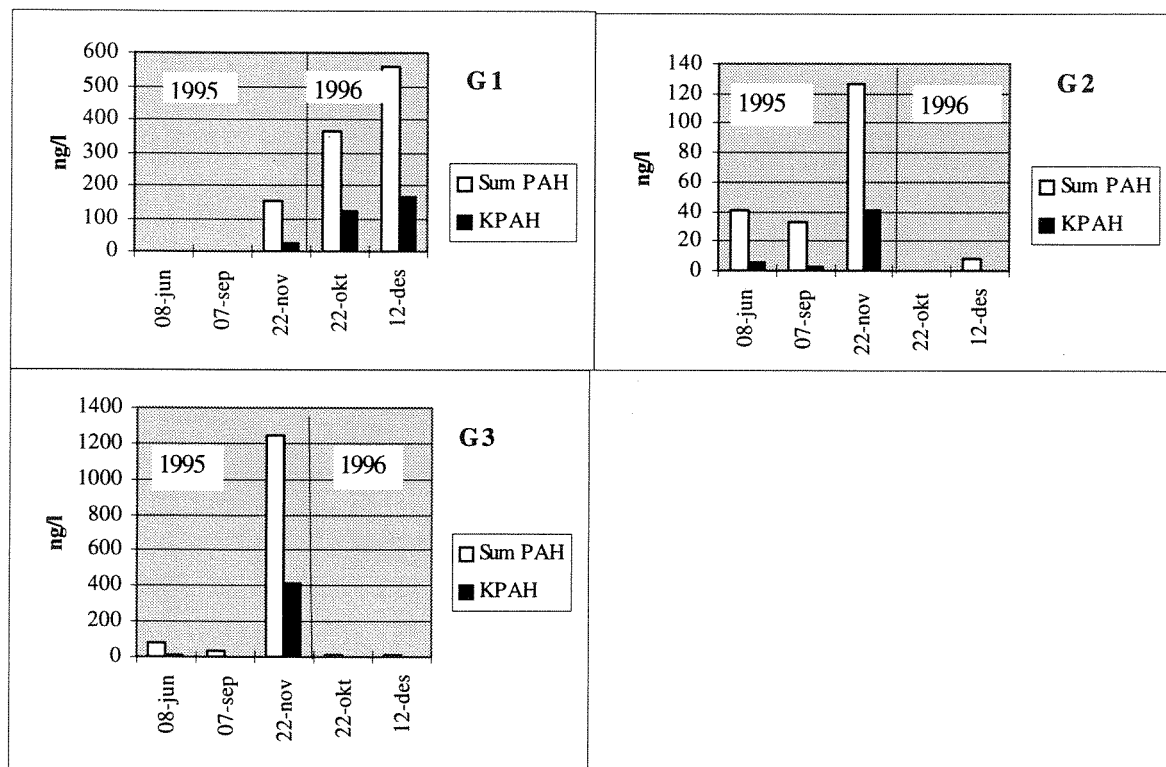 G1
600
500
400
300
200
100
0
ng/l
1995
1996
Sum PAH
KPAH
08-jun
07-sep
22-nov
22-okt
12-des
G2
140
120
100
80
60
40
20
0
ng/l
1995
1996
Sum PAH
KPAH
08-jun
07-sep
22-nov
22-okt
12-des
G3
1400
1200
1000
800
600
400
200
0
ng/l
1995
1996
Sum PAH
KPAH
08-jun
07-sep
22-nov
22-okt
12-des